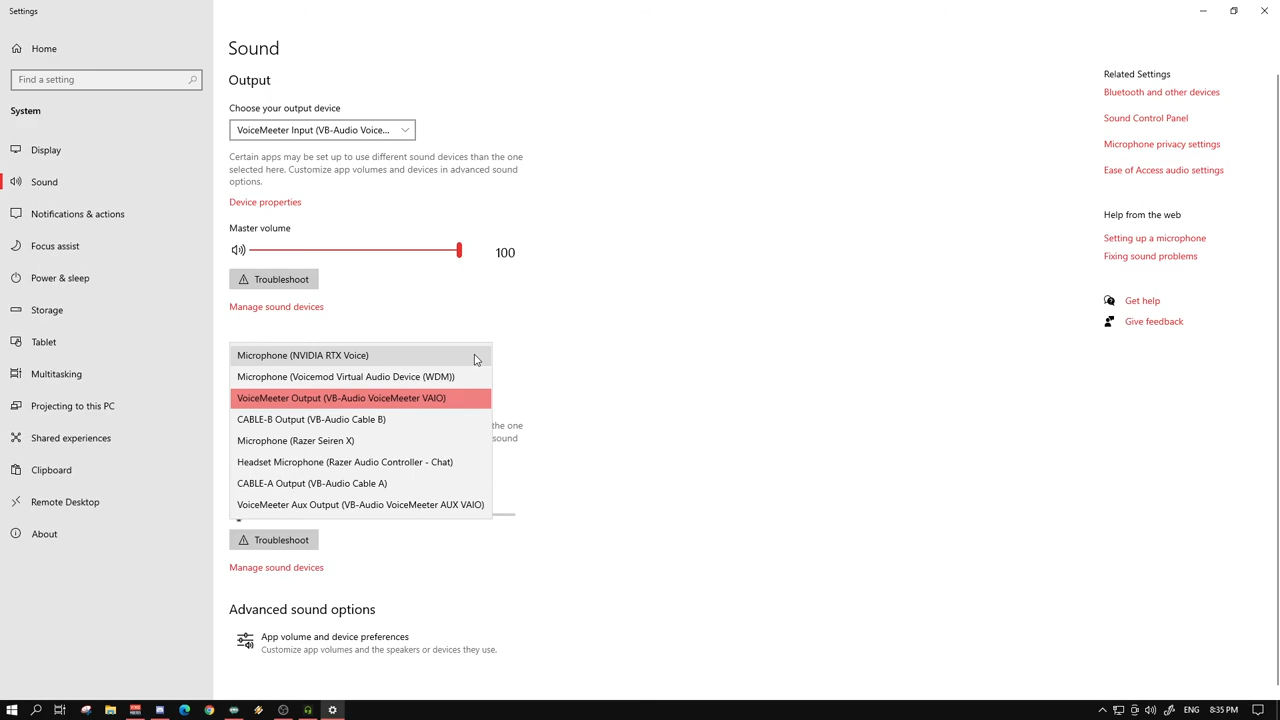 Settings
Home
Find a setting
System
Display
Sound
Notifications & actions
Focus assist
Power & sleep
Storage
Tablet
Multitasking
Projecting to this PC
Shared experiences
Clipboard
Remote Desktop
About
Sound
Output
Choose your output device
VoiceMeeter Input (VB-Audio Voice...
Certain apps may be set up to use different sound devices than the one
selected here. Customize app volumes and devices in advanced sound
options.
Device properties
Master volume
100
Troubleshoot
Manage sound devices
Microphone (NVIDIA RTX Voice)
Microphone (Voicemod Virtual Audio Device (WDM))
VoiceMeeter Output (VB-Audio VoiceMeeter VAIO)
CABLE-B Output (VB-Audio Cable B)
the one
Microphone (Razer Seiren X)
sound
Headset Microphone (Razer Audio Controller - Chat)
CABLE-A Output (VB-Audio Cable A)
VoiceMeeter Aux Output (VB-Audio VoiceMeeter AUX VAIO)
Troubleshoot
Manage sound devices
Advanced sound options
App volume and device preferences
Customize app volumes and the speakers or devices they use.
Related Settings
Bluetooth and other devices
Sound Control Panel
Microphone privacy settings
Ease of Access audio settings
Help from the web
Setting up a microphone
Fixing sound problems
Get help
Give feedback
ENG
8:35 PM